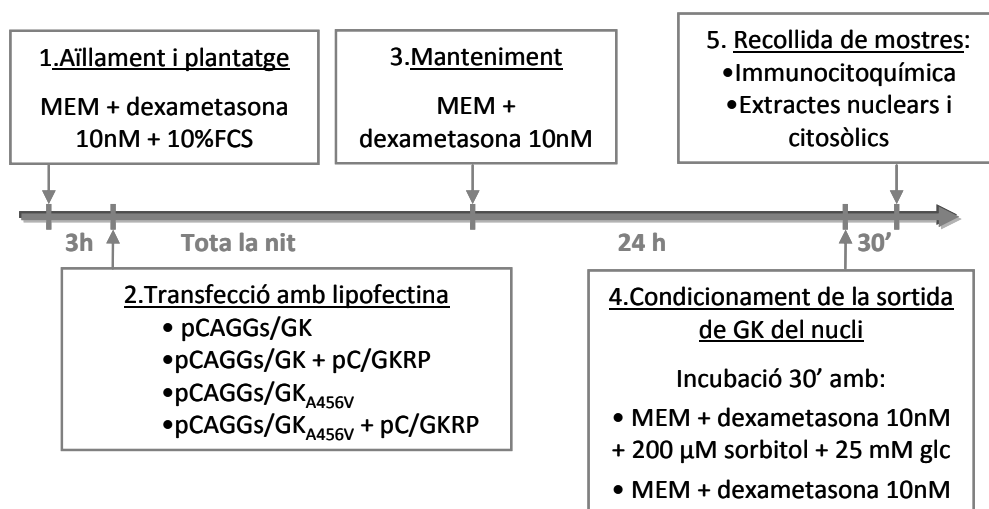 1.Aïllament i plantatge
MEM + dexametasona
10nM + 10%FCS
3.Manteniment
MEM +
dexametasona 10nM
5. Recollida de mostres:
•Immunocitoquímica
•Extractes nuclears i
citosòlics
3h
Tota la nit
24 h
30’
2.Transfecció amb lipofectina
• pCAGGs/GK
•pCAGGs/GK + pC/GKRP
•pCAGGs/GKA456V
•pCAGGs/GKA456V + pC/GKRP
4.Condicionament de la sortida
de GK del nucli
Incubació 30’ amb:
• MEM + dexametasona 10nM
+ 200 µM sorbitol + 25 mM glc
• MEM + dexametasona 10nM